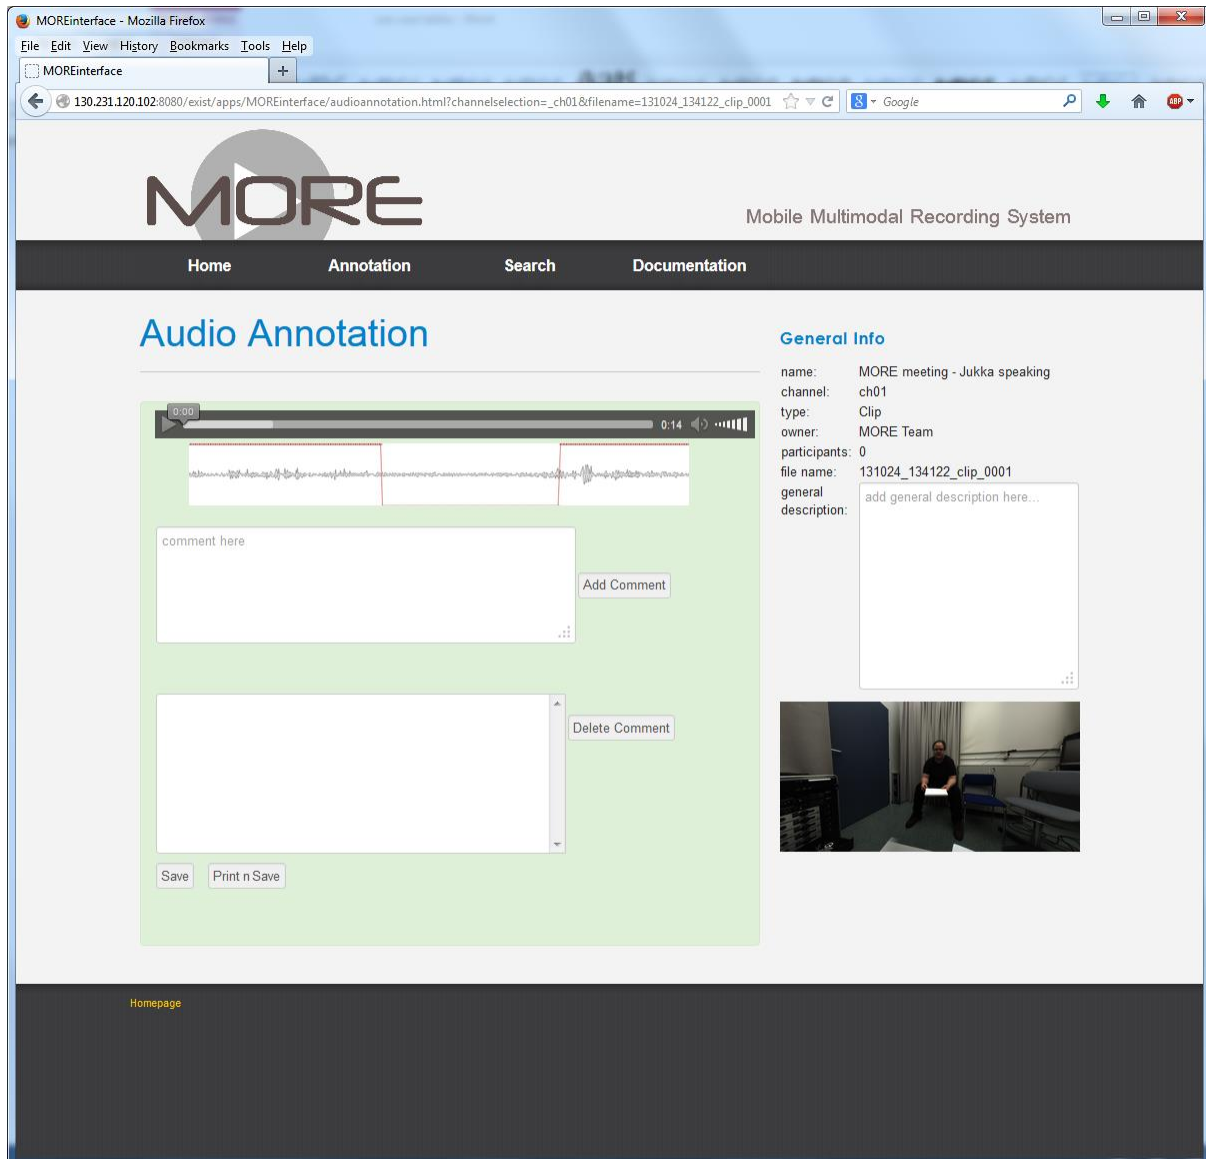 MOREinterface - Mozilla Firefox
File Edit View History Bookmarks Tools Help
MOREinterface
130.231.120.102:8080/exist/apps/MOREinterface/audioannotation.html?channelselection=_ch01&filename=131024_134122_clip_0001
Google
ABP
MORE
Mobile Multimodal Recording System
Home Annotation Search Documentation
Audio Annotation
0:00
0:14
comment here
Add Comment
Delete Comment
Save Print n Save
General Info
name: MORE meeting - Jukka speaking
channel: ch01
type: Clip
owner: MORE Team
participants: 0
file name: 131024_134122_clip_0001
general
description:
add general description here...
Homepage